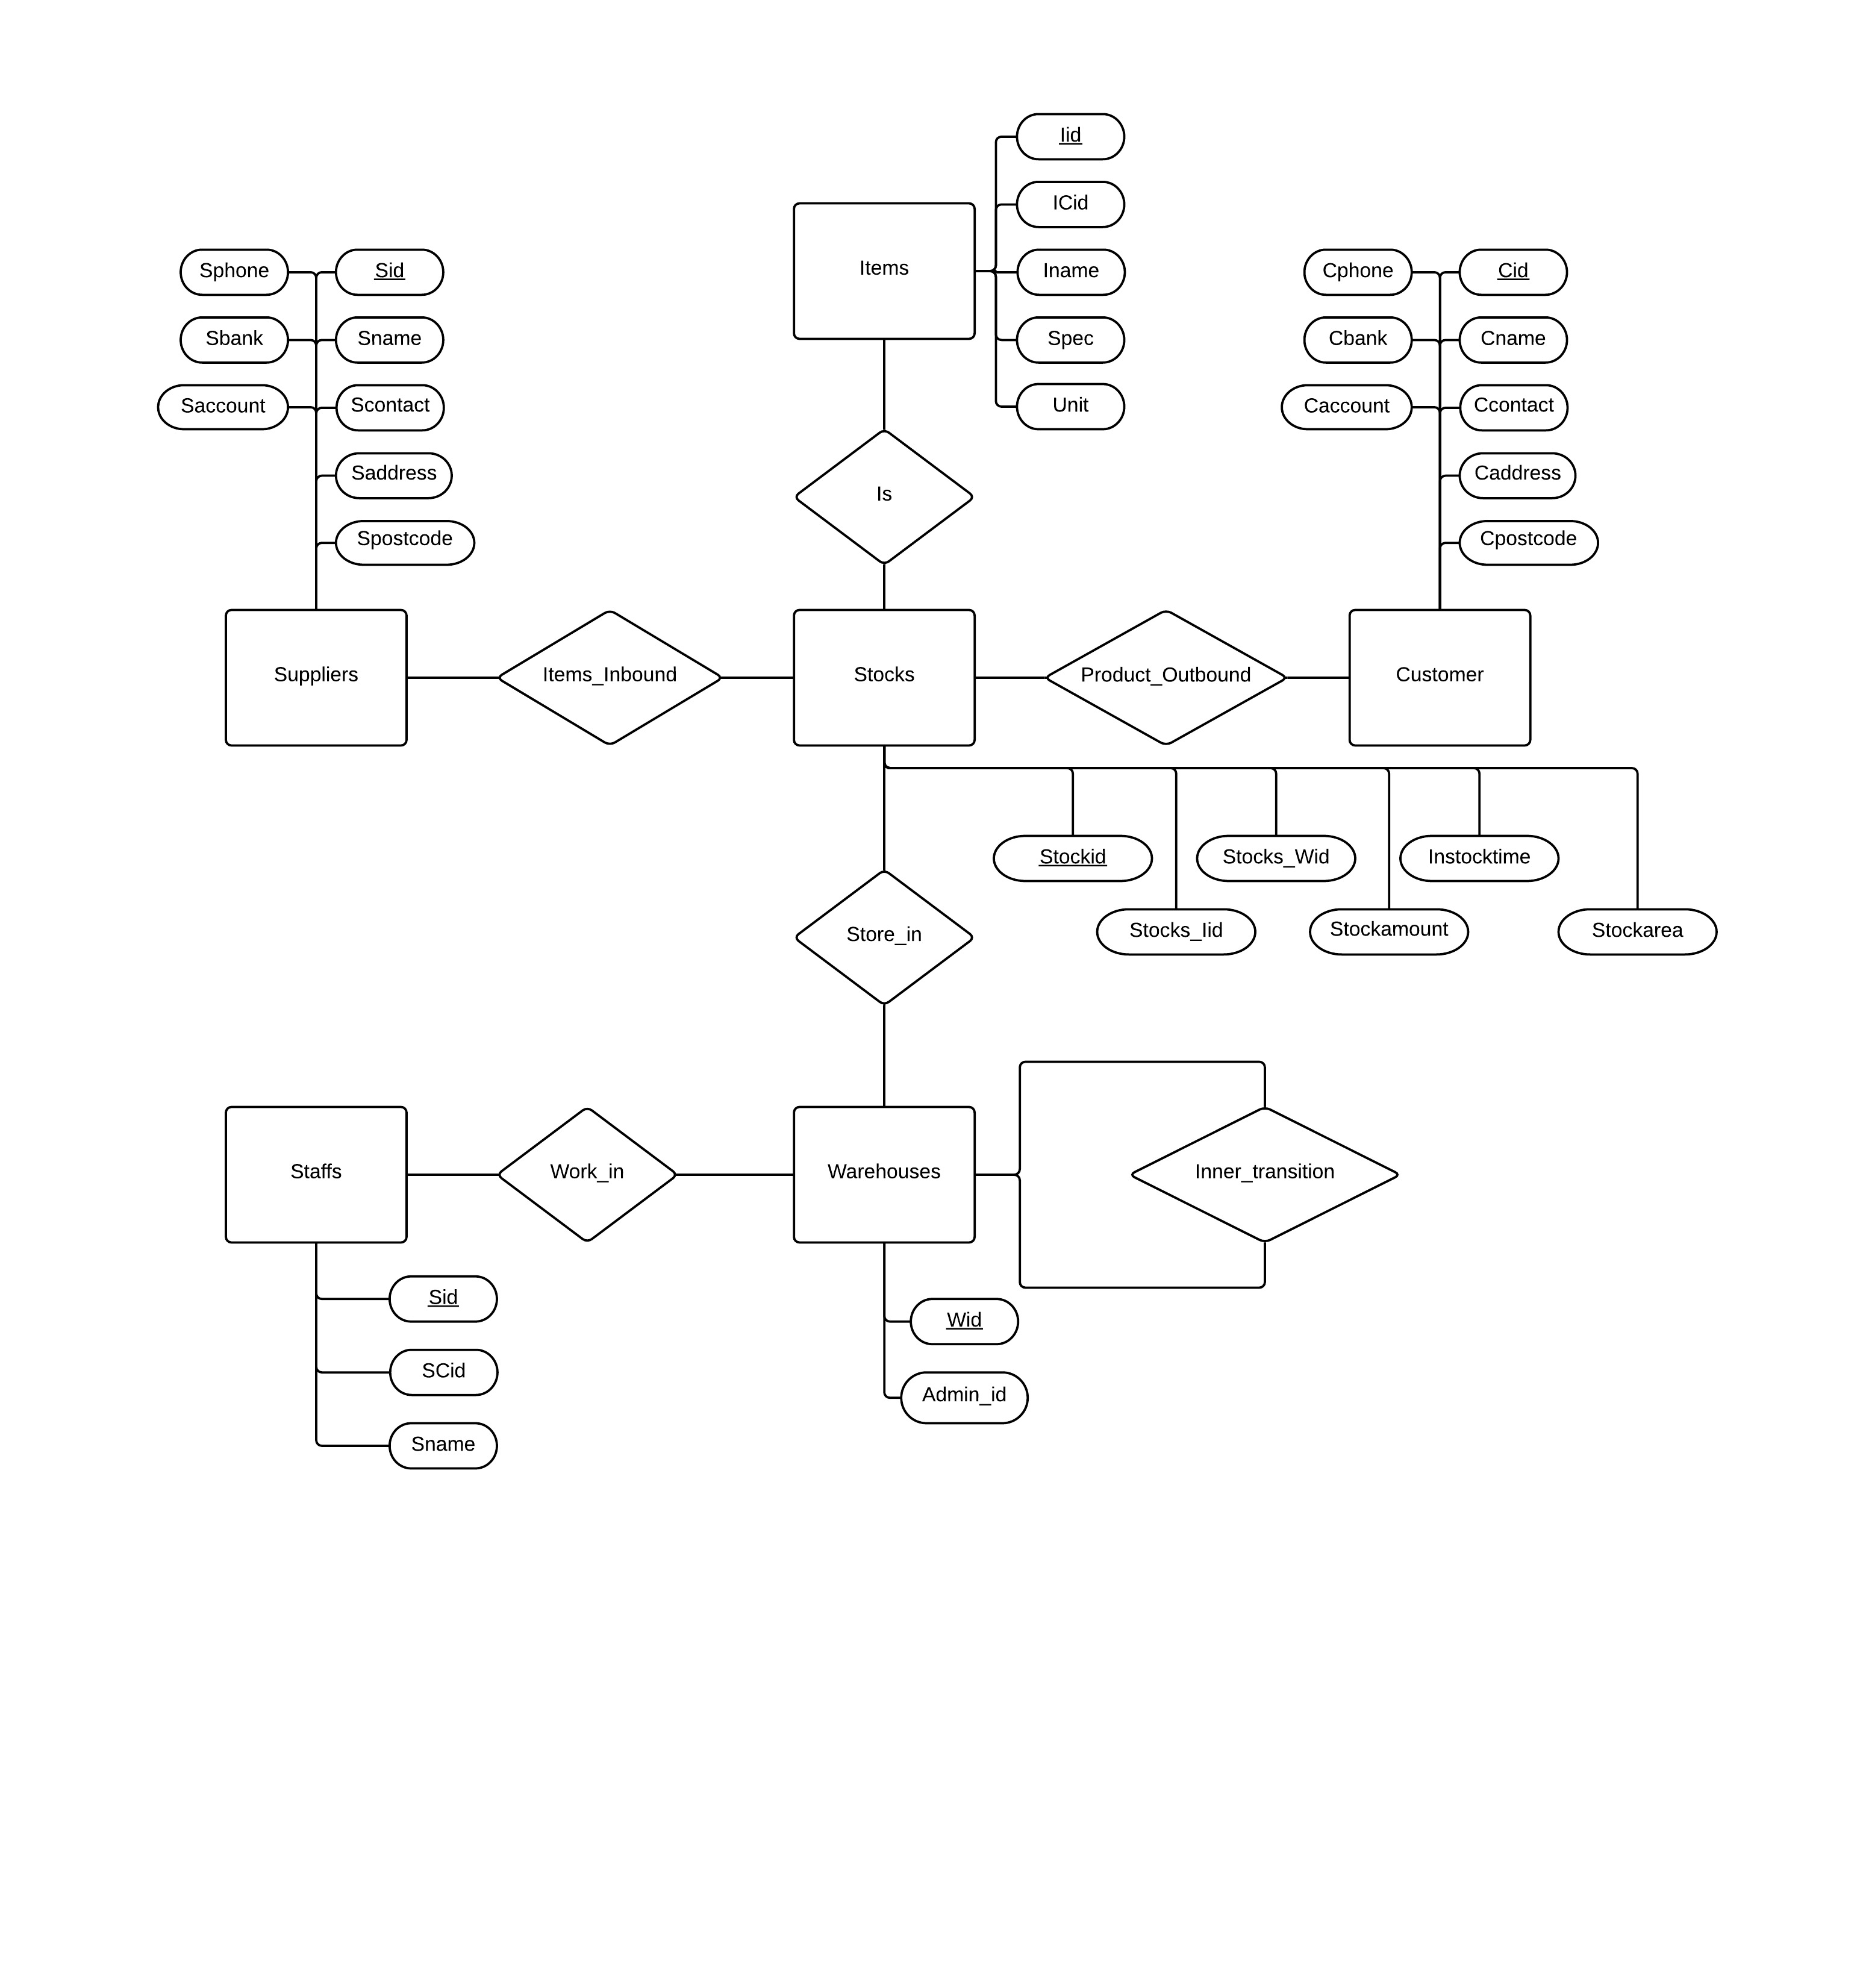 Iid
ICid
Items
Iname
Spec
Unit
Sphone
Sid
Sbank
Sname
Saccount
Scontact
Saddress
Spostcode
Cphone
Cid
Cbank
Cname
Caccount
Ccontact
Caddress
Cpostcode
Is
Suppliers
Items_Inbound
Stocks
Product_Outbound
Customer
Stockid
Stocks_Wid
Instocktime
Stocks_Iid
Stockamount
Stockarea
Store_in
Staffs
Work_in
Warehouses
Inner_transition
Sid
SCid
Sname
Wid
Admin_id